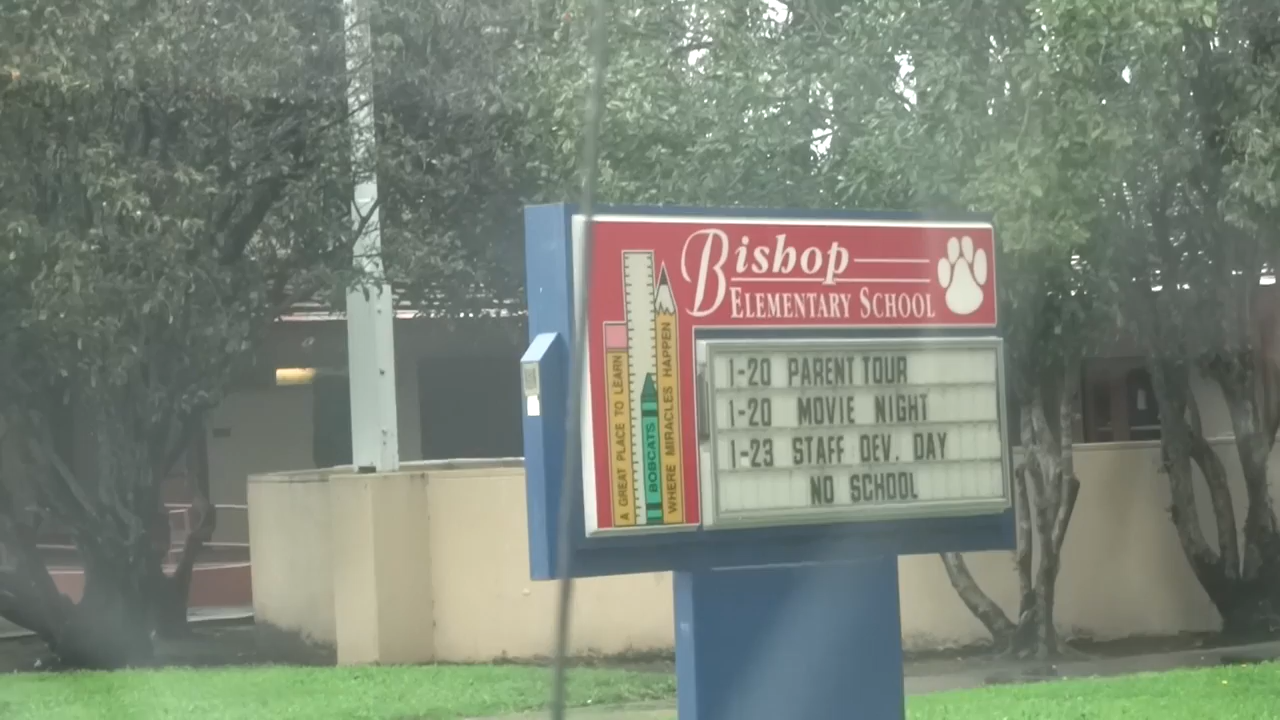 Bishop
ELEMENTARY SCHOOL
A GREAT PLACE TO LEARN
BOBCATS
WHERE MIRACLES HAPPEN
1-20 PARENT TOUR
1-20 MOVIE NIGHT
1-23 STAFF DEV. DAY
NO SCHOOL